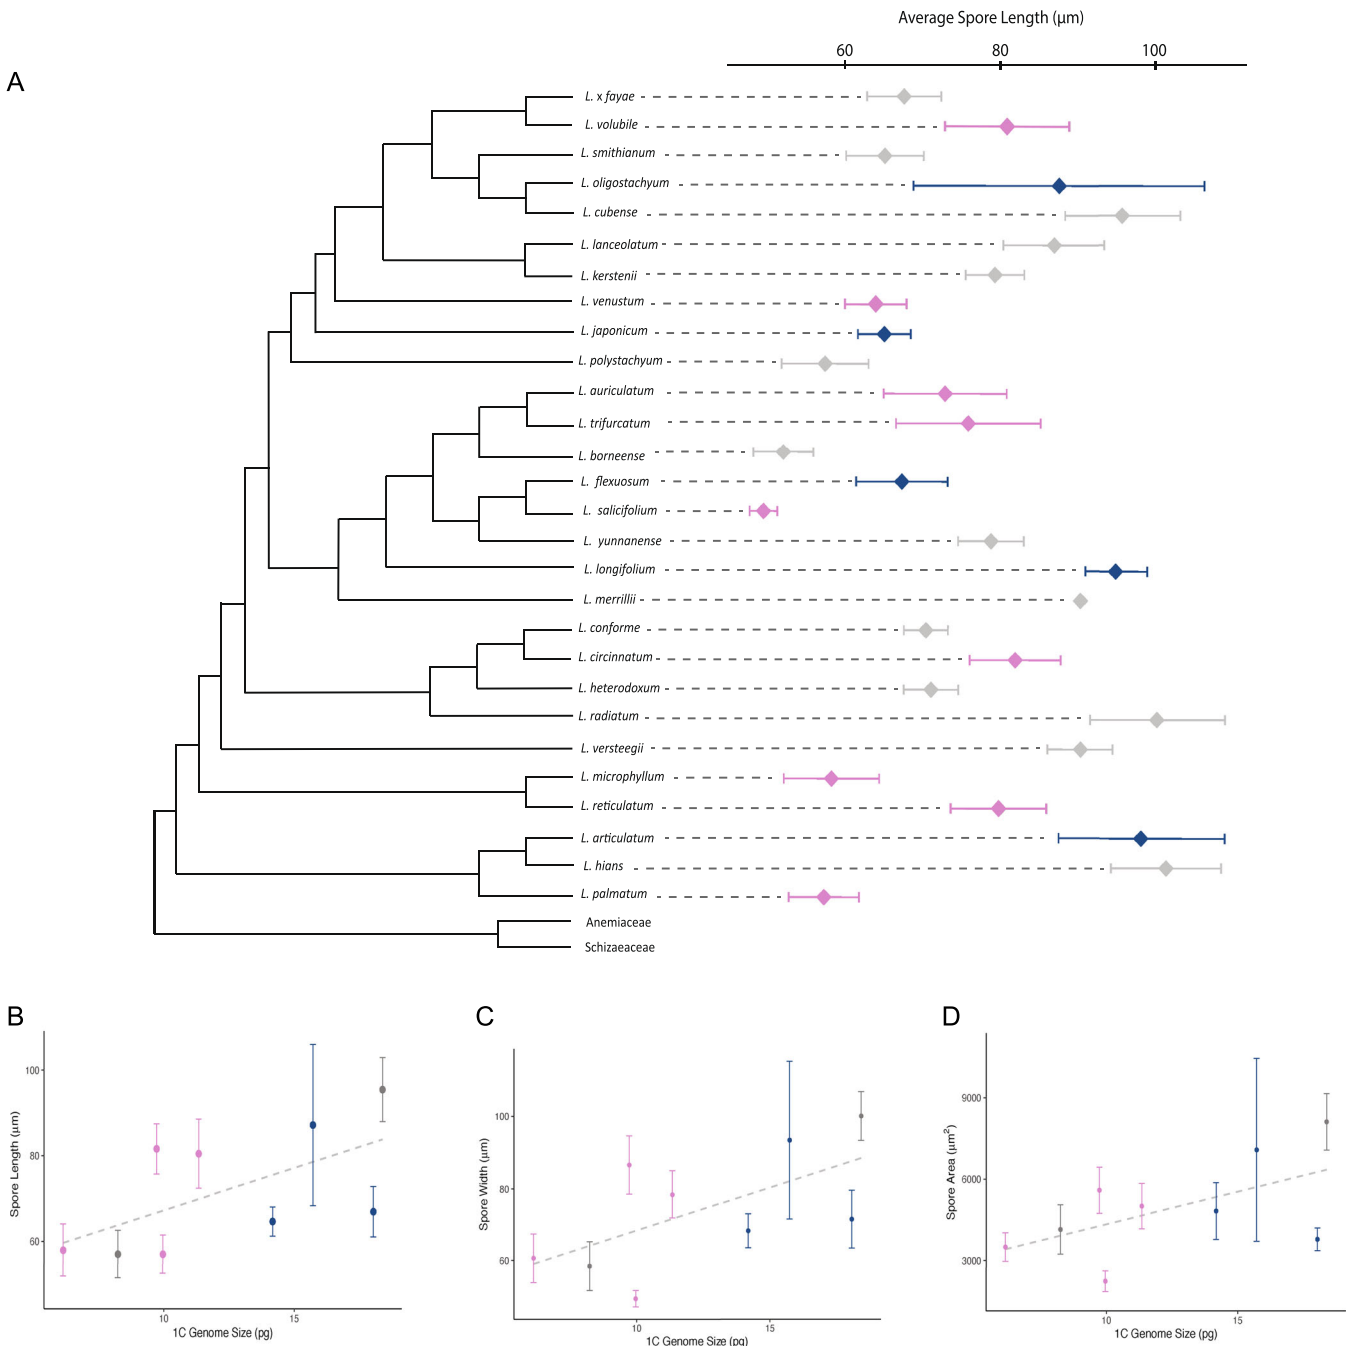 Average Spore Length (µm)
60 80 100
A
L. x fayae
L. volubile
L. smithianum
L. oligostachyum
L. cubense
L. lanceolatum
L. kerstenii
L. venustum
L. japonicum
L. polystachyum
L. auriculatum
L. trifurcatum
L. borneense
L. flexuosum
L. salicifolium
L. yunnanense
L. longifolium
L. merrillii
L. conforme
L. circinnatum
L. heterodoxum
L. radiatum
L. versteegii
L. microphyllum
L. reticulatum
L. articulatum
L. hians
L. palmatum
Anemiaceae
Schizaeaceae
B
Spore Length (µm)
100
80
60
10 15
1C Genome Size (pg)
C
Spore Width (µm)
100
80
60
10 15
1C Genome Size (pg)
D
Spore Area (µm²)
9000
6000
3000
10 15
1C Genome Size (pg)